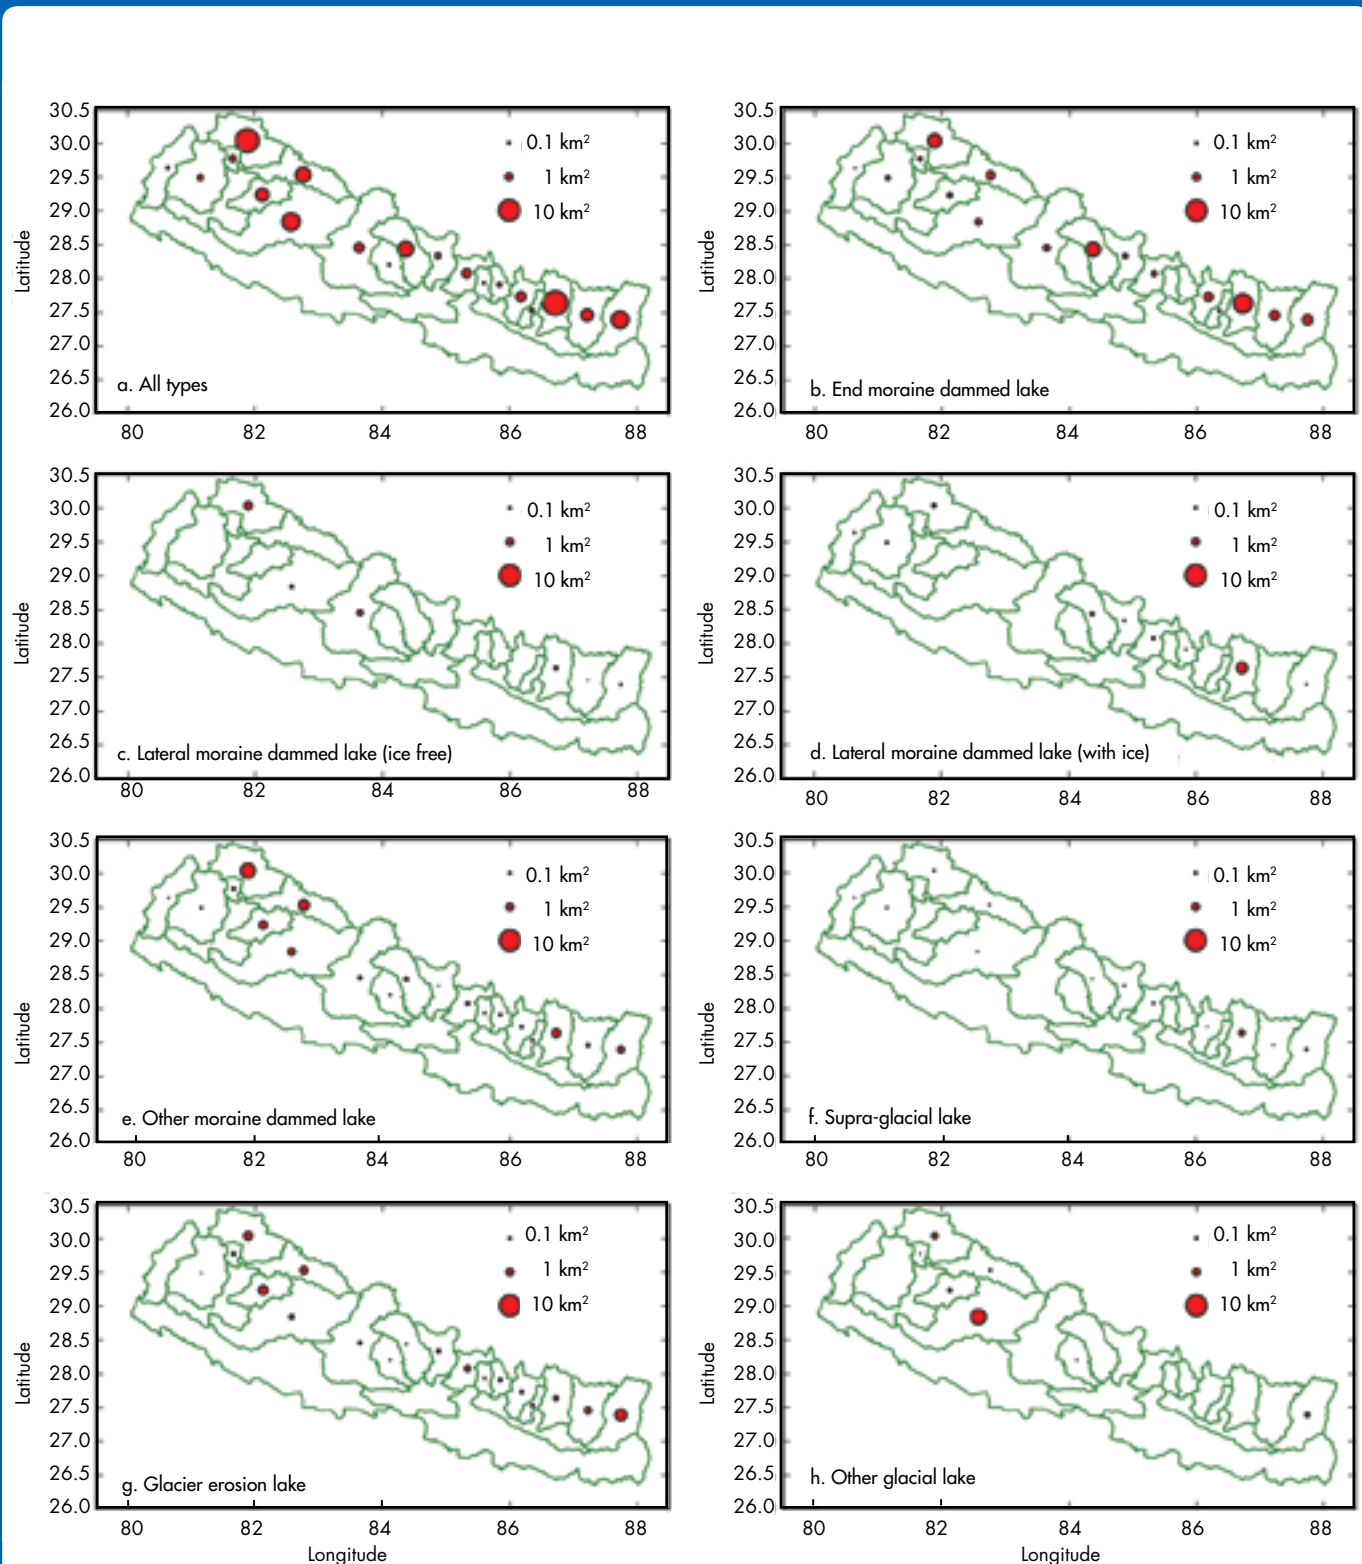 30.5
30.0
29.5
29.0
28.5
28.0
27.5
27.0
26.5
26.0
Latitude
0.1 km²
1 km²
10 km²
a. All types
80 82 84 86 88
30.5
30.0
29.5
29.0
28.5
28.0
27.5
27.0
26.5
26.0
Latitude
0.1 km²
1 km²
10 km²
b. End moraine dammed lake
80 82 84 86 88
30.5
30.0
29.5
29.0
28.5
28.0
27.5
27.0
26.5
26.0
Latitude
0.1 km²
1 km²
10 km²
c. Lateral moraine dammed lake (ice free)
80 82 84 86 88
30.5
30.0
29.5
29.0
28.5
28.0
27.5
27.0
26.5
26.0
Latitude
0.1 km²
1 km²
10 km²
d. Lateral moraine dammed lake (with ice)
80 82 84 86 88
30.5
30.0
29.5
29.0
28.5
28.0
27.5
27.0
26.5
26.0
Latitude
0.1 km²
1 km²
10 km²
e. Other moraine dammed lake
80 82 84 86 88
30.5
30.0
29.5
29.0
28.5
28.0
27.5
27.0
26.5
26.0
Latitude
0.1 km²
1 km²
10 km²
f. Supra-glacial lake
80 82 84 86 88
30.5
30.0
29.5
29.0
28.5
28.0
27.5
27.0
26.5
26.0
Latitude
0.1 km²
1 km²
10 km²
g. Glacier erosion lake
80 82 84 86 88
Longitude
30.5
30.0
29.5
29.0
28.5
28.0
27.5
27.0
26.5
26.0
Latitude
0.1 km²
1 km²
10 km²
h. Other glacial lake
80 82 84 86 88
Longitude